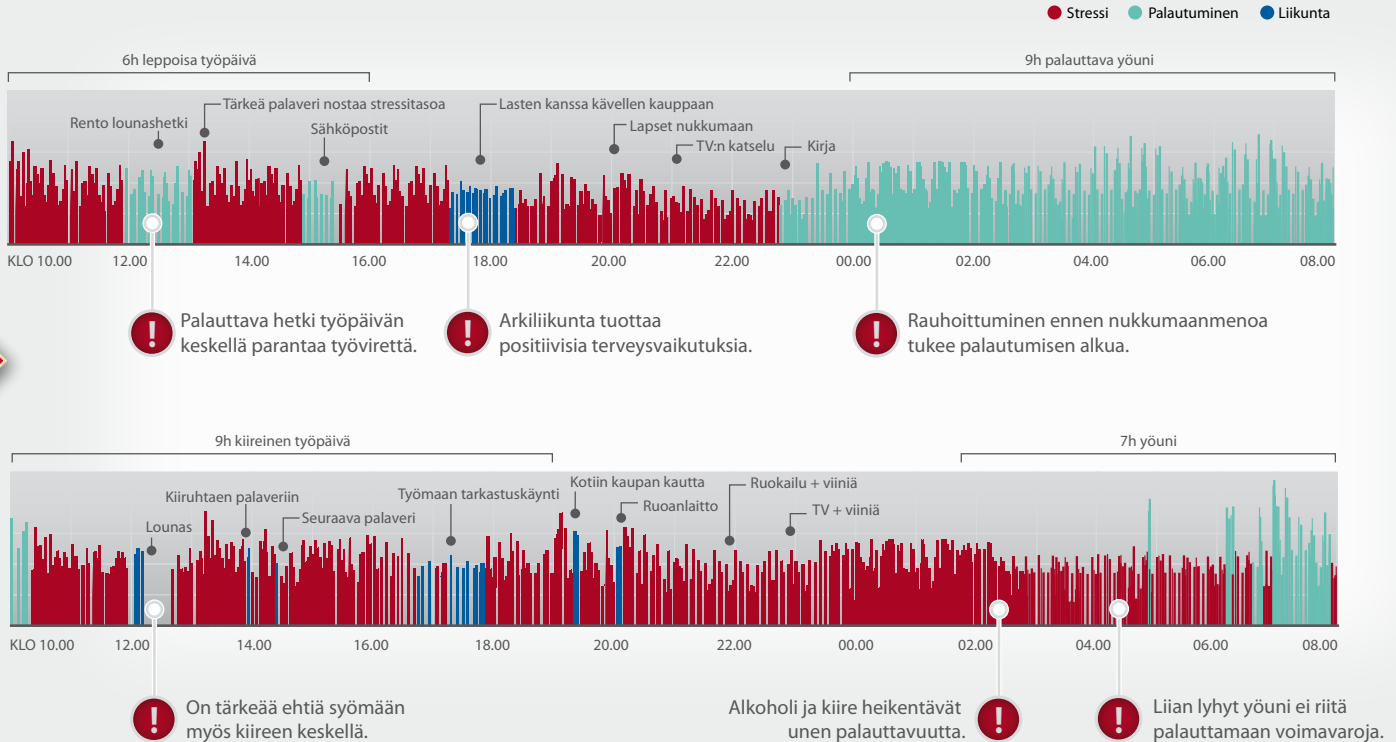 Stressi
Palautuminen
Liikunta
6h leppoisa työpäivä
9h palauttava yöuni
Rento lounashetki
Tärkeä palaveri nostaa stressitasoa
Sähköpostit
Lasten kanssa kävellen kauppaan
Lapset nukkumaan
TV:n katselu
Kirja
KLO 10.00 12.00 14.00 16.00 18.00 20.00 22.00 00.00 02.00 04.00 06.00 08.00
Palauttava hetki työpäivän
keskellä parantaa työvirettä.
Arkiliikunta tuottaa
positiivisia terveysvaikutuksia.
Rauhoittuminen ennen nukkumaanmenoa
tukee palautumisen alkua.
9h kiireinen työpäivä
7h yöuni
Lounas
Kiiruhtaen palaveriin
Seuraava palaveri
Työmaan tarkastuskäynti
Kotiin kaupan kautta
Ruoanlaitto
Ruokailu + viiniä
TV + viiniä
KLO 10.00 12.00 14.00 16.00 18.00 20.00 22.00 00.00 02.00 04.00 06.00 08.00
On tärkeää ehtiä syömään
myös kiireen keskellä.
Alkoholi ja kiire heikentävät
unen palauttavuutta.
Liian lyhyt yöuni ei riitä
palauttamaan voimavaroja.